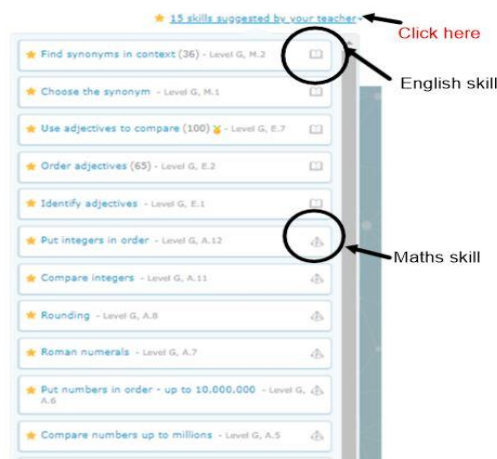 15 skills suggested by your teacher
Click here
Find synonyms in context (36) - Level G, M.2
English skill
Choose the synonym - Level G, M.1
Use adjectives to compare (100) - Level G, E.7
Order adjectives (65) - Level G, E.2
Identify adjectives - Level G, E.1
Put integers in order - Level G, A.12
Maths skill
Compare integers - Level G, A.11
Rounding - Level G, A.8
Roman numerals - Level G, A.7
Put numbers in order - up to 10,000,000 - Level G,
A.6
Compare numbers up to millions - Level G, A.5